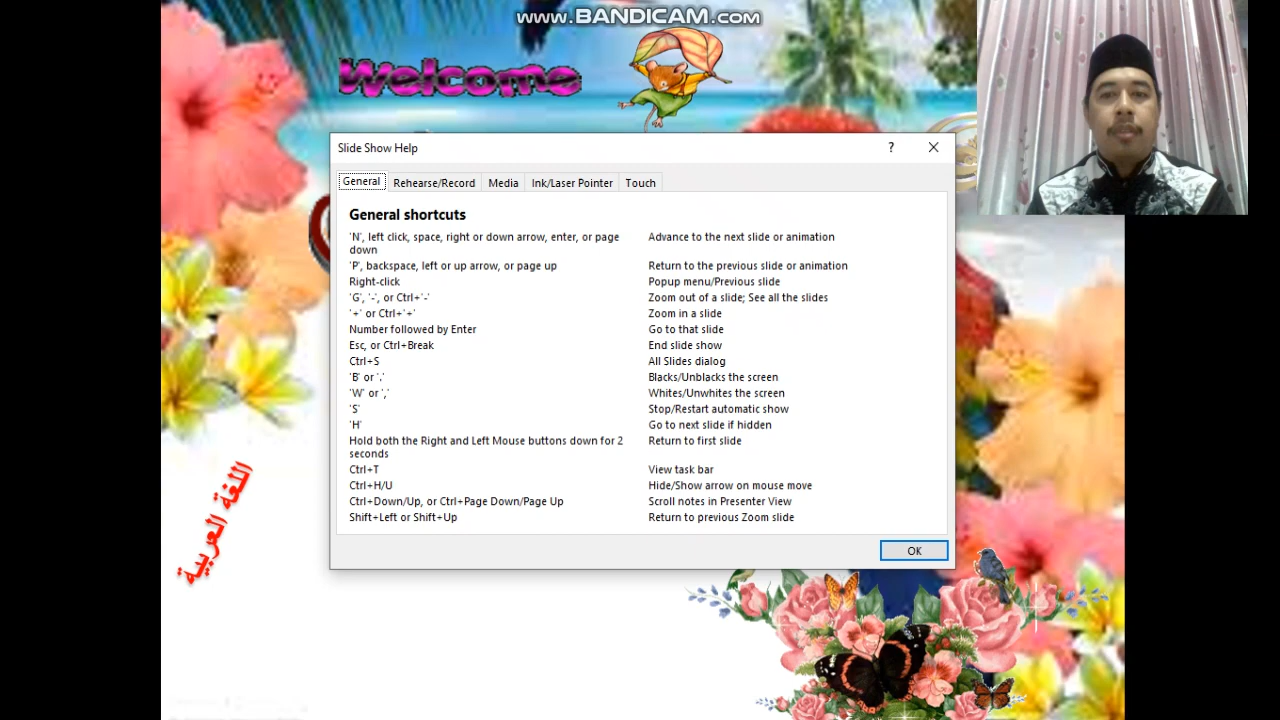 www.BANDICAM.com
Welcome
Slide Show Help
General Rehearse/Record Media Ink/Laser Pointer Touch
General shortcuts
'N', left click, space, right or down arrow, enter, or page down Advance to the next slide or animation
'P', backspace, left or up arrow, or page up Return to the previous slide or animation
Right-click Popup menu/Previous slide
'G', '-', or Ctrl+'-' Zoom out of a slide; See all the slides
'+' or Ctrl+'+' Zoom in a slide
Number followed by Enter Go to that slide
Esc, or Ctrl+Break End slide show
Ctrl+S All Slides dialog
'B' or '.' Blacks/Unblacks the screen
'W' or ',' Whites/Unwhites the screen
'S' Stop/Restart automatic show
'H' Go to next slide if hidden
Hold both the Right and Left Mouse buttons down for 2 seconds Return to first slide
Ctrl+T View task bar
Ctrl+H/U Hide/Show arrow on mouse move
Ctrl+Down/Up, or Ctrl+Page Down/Page Up Scroll notes in Presenter View
Shift+Left or Shift+Up Return to previous Zoom slide
OK
اللغة العربية